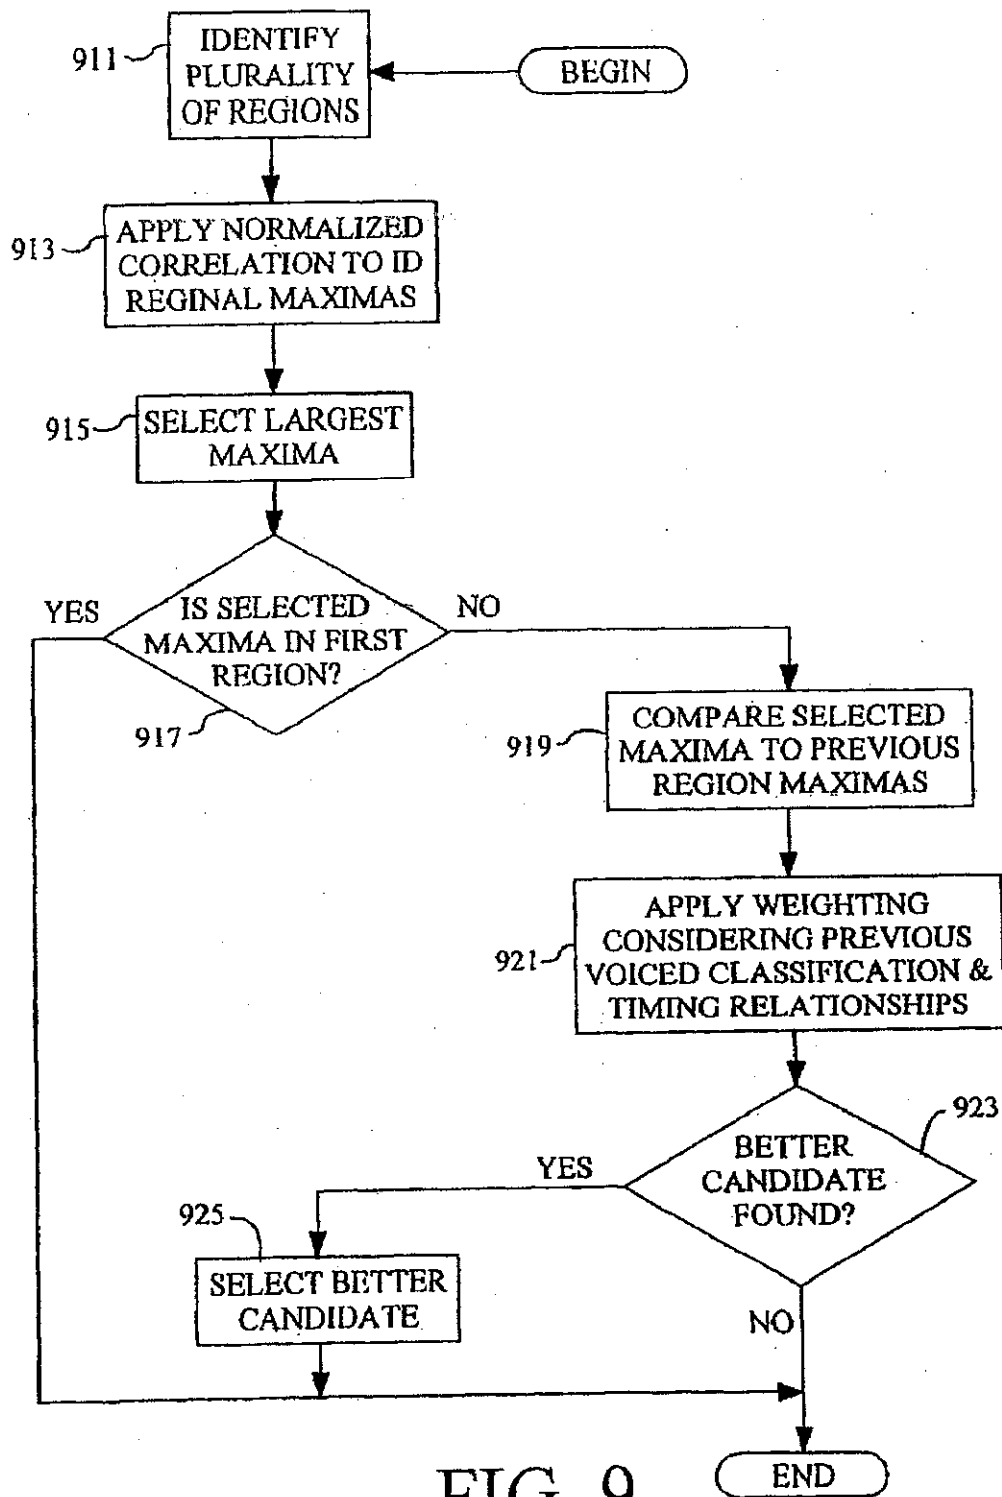 911
IDENTIFY
PLURALITY
OF REGIONS
BEGIN
913
APPLY NORMALIZED
CORRELATION TO ID
REGINAL MAXIMAS
915
SELECT LARGEST
MAXIMA
YES
IS SELECTED
MAXIMA IN FIRST
REGION?
NO
917
919
COMPARE SELECTED
MAXIMA TO PREVIOUS
REGION MAXIMAS
921
APPLY WEIGHTING
CONSIDERING PREVIOUS
VOICED CLASSIFICATION &
TIMING RELATIONSHIPS
923
YES
BETTER
CANDIDATE
FOUND?
925
SELECT BETTER
CANDIDATE
NO
FIG. 9
END